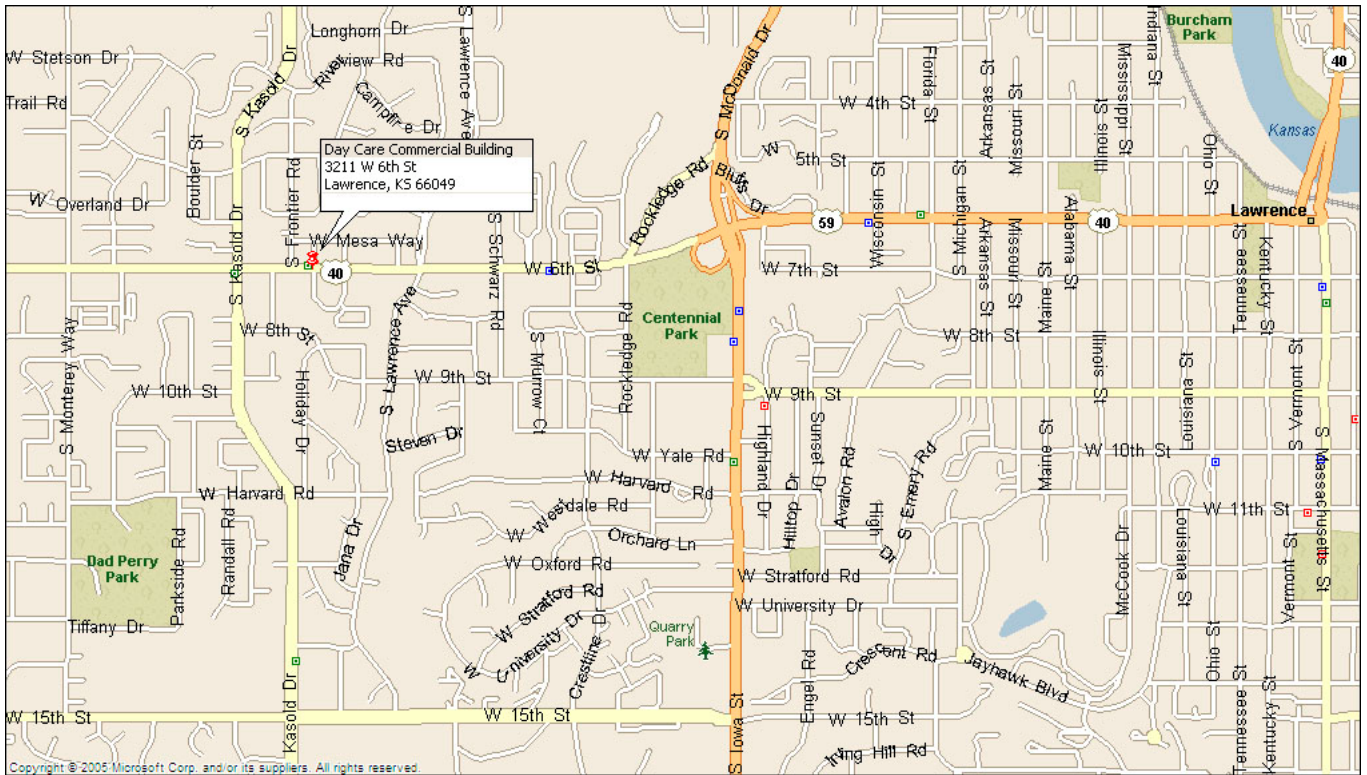 Longhorn Dr
S Lawrence Ave
S McDonald Dr
Indiana St
Burcham
Park
W Stetson Dr
S Kasold Dr
River
view Rd
Florida St
Arkansas St
Missouri St
Mississippi St
40
Trail Rd
Campfire Dr
W 4th St
Illinois St
Kansas
Boulder St
Day Care Commercial Building
3211 W 6th St
Lawrence, KS 66049
W
5th St
Ohio St
S Frontier Rd
Rockledge Rd
Bluffs
Dr
Wisconsin St
S Michigan St
W Overland Dr
S Kasold Dr
W Mesa Way
S Schwarz Rd
59
Arkansas St
Missouri St
Alabama St
40
Lawrence
Tennessee St
Kentucky St
40
W 6th St
W 7th St
Maine St
S Monterey Way
W 8th St
S Lawrence Ave
S Murrow Ct
Rockledge Rd
Centennial
Park
W 8th St
Illinois St
Louisiana St
S Vermont St
W 10th St
Holiday Dr
W 9th St
W 9th St
Steven Dr
Highland Dr
Sunset Dr
Avalon Rd
S Emery Rd
Maine St
W 10th St
S Massachusetts St
W Yale Rd
W Harvard Rd
W Harvard Rd
Hilltop Dr
High
Dr
W 11th St
W Westdale Rd
Orchard Ln
Dad Perry
Park
Parkside Rd
Randall Rd
Jana Dr
W Oxford Rd
W Stratford Rd
McCook Dr
Louisiana St
Vermont St
W Stratford Rd
W University Dr
Tiffany Dr
W University Dr
Crestline Dr
Quarry
Park
Engel Rd
Crescent Rd
Jayhawk Blvd
Ohio St
Tennessee St
Kentucky St
Kasold Dr
W 15th St
W 15th St
S Iowa St
W 15th St
Irving Hill Rd
Copyright © 2005 Microsoft Corp. and/or its suppliers. All rights reserved.